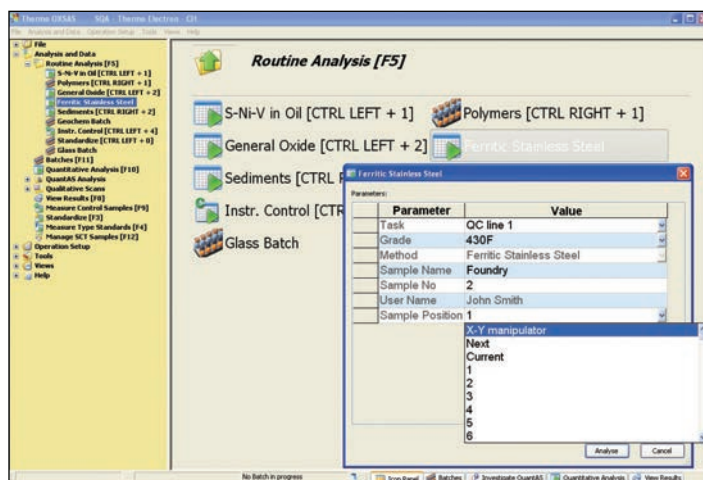 Thermo OXSAS SQA - Thermo Electron CH
File Analysis and Data Operation Setup Tools Views Help
File
Analysis and Data
Routine Analysis [F5]
S-Ni-V in Oil [CTRL LEFT + 1]
Polymers [CTRL RIGHT + 1]
General Oxide [CTRL LEFT + 2]
Ferritic Stainless Steel
Sediments [CTRL RIGHT + 2]
Geochem Batch
Instr. Control [CTRL LEFT + 4]
Standardize [CTRL LEFT + 0]
Glass Batch
Batches [F11]
Quantitative Analysis [F10]
QuantAS Analysis
Qualitative Scans
View Results [F8]
Measure Control Samples [F9]
Standardize [F3]
Measure Type Standards [F4]
Manage SCT Samples [F12]
Operation Setup
Tools
Views
Help
Routine Analysis [F5]
S-Ni-V in Oil [CTRL LEFT + 1]
Polymers [CTRL RIGHT + 1]
General Oxide [CTRL LEFT + 2]
Ferritic Stainless Steel
Sediments [CTRL
Instr. Control [CTR
Glass Batch
Ferritic Stainless Steel
Parameters:
Parameter Value
Task QC line 1
Grade 430F
Method Ferritic Stainless Steel
Sample Name Foundry
Sample No 2
User Name John Smith
Sample Position 1
X-Y manipulator
Next
Current
1
2
3
4
5
6
Analyse Cancel
No Batch in progress
Icon Panel Batches Investigate QuantAS Quantitative Analysis View Results